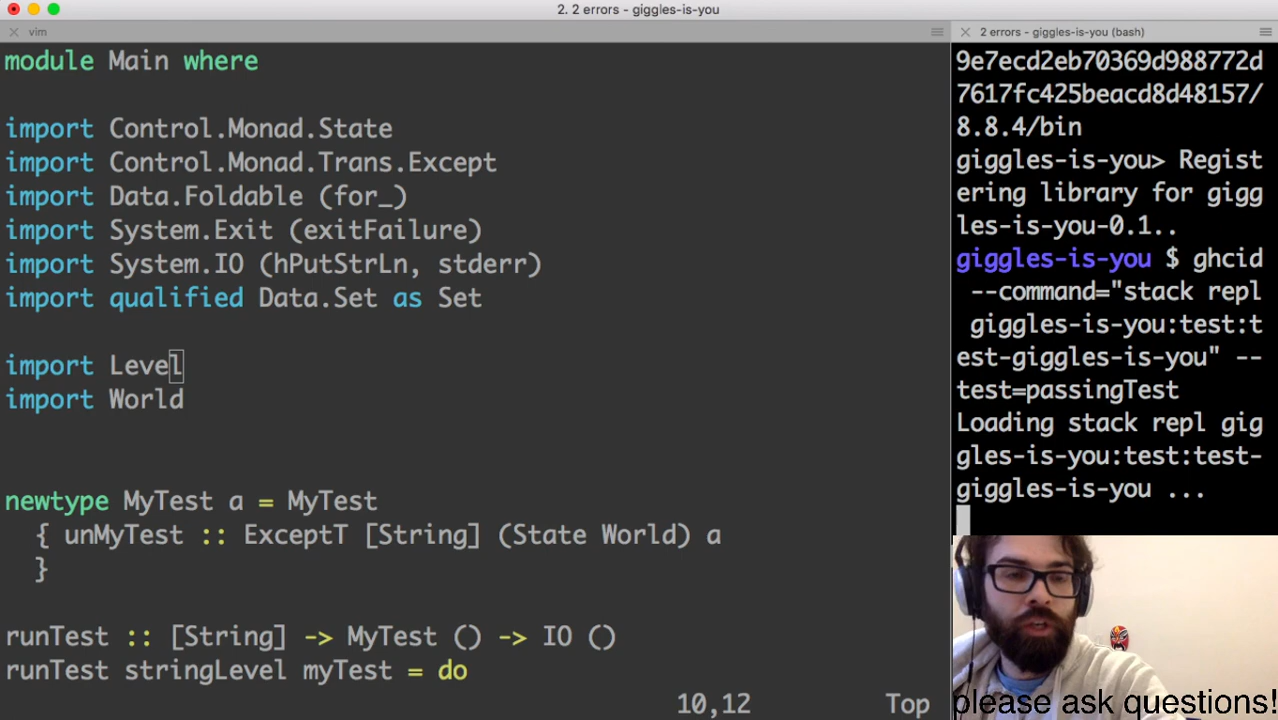 2. 2 errors - giggles-is-you
vim
module Main where
import Control.Monad.State
import Control.Monad.Trans.Except
import Data.Foldable (for_)
import System.Exit (exitFailure)
import System.IO (hPutStrLn, stderr)
import qualified Data.Set as Set
import Level
import World
newtype MyTest a = MyTest
{ unMyTest :: ExceptT [String] (State World) a
}
runTest :: [String] -> MyTest () -> IO ()
runTest stringLevel myTest = do
10,12 Top
2 errors - giggles-is-you (bash)
9e7ecd2eb70369d988772d
7617fc425beacd8d48157/
8.8.4/bin
giggles-is-you> Regist
ering library for gigg
les-is-you-0.1..
giggles-is-you $ ghcid
--command="stack repl
giggles-is-you:test:t
est-giggles-is-you" --
test=passingTest
Loading stack repl gig
gles-is-you:test:test-
giggles-is-you ...
please ask questions!